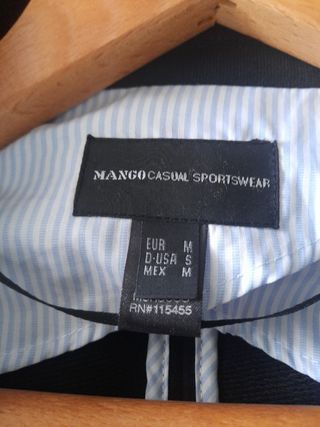 MANGO CASUAL SPORTSWEAR
EUR M
D-USA S
MEX M
RN#115455